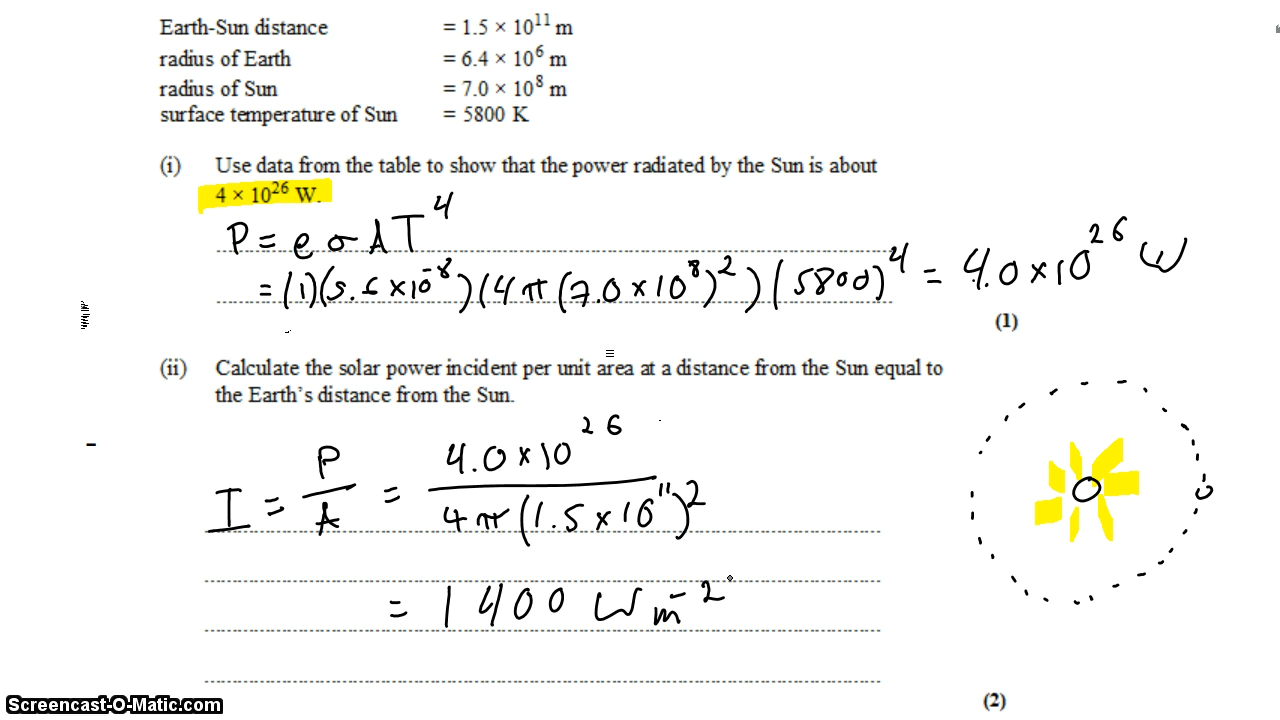 Earth-Sun distance = 1.5 × 10¹¹ m
radius of Earth = 6.4 × 10⁶ m
radius of Sun = 7.0 × 10⁸ m
surface temperature of Sun = 5800 K
(i) Use data from the table to show that the power radiated by the Sun is about
4 × 10²⁶ W.
P = e σ A T⁴
= (1)(5.6 × 10⁻⁸)(4π(7.0 × 10⁸)²)(5800)⁴ = 4.0 × 10²⁶ W
(1)
(ii) Calculate the solar power incident per unit area at a distance from the Sun equal to
the Earth's distance from the Sun.
I = P/A = 4.0 × 10²⁶ / 4π(1.5 × 10¹¹)²
= 1400 W m⁻²
(2)
Screencast-O-Matic.com